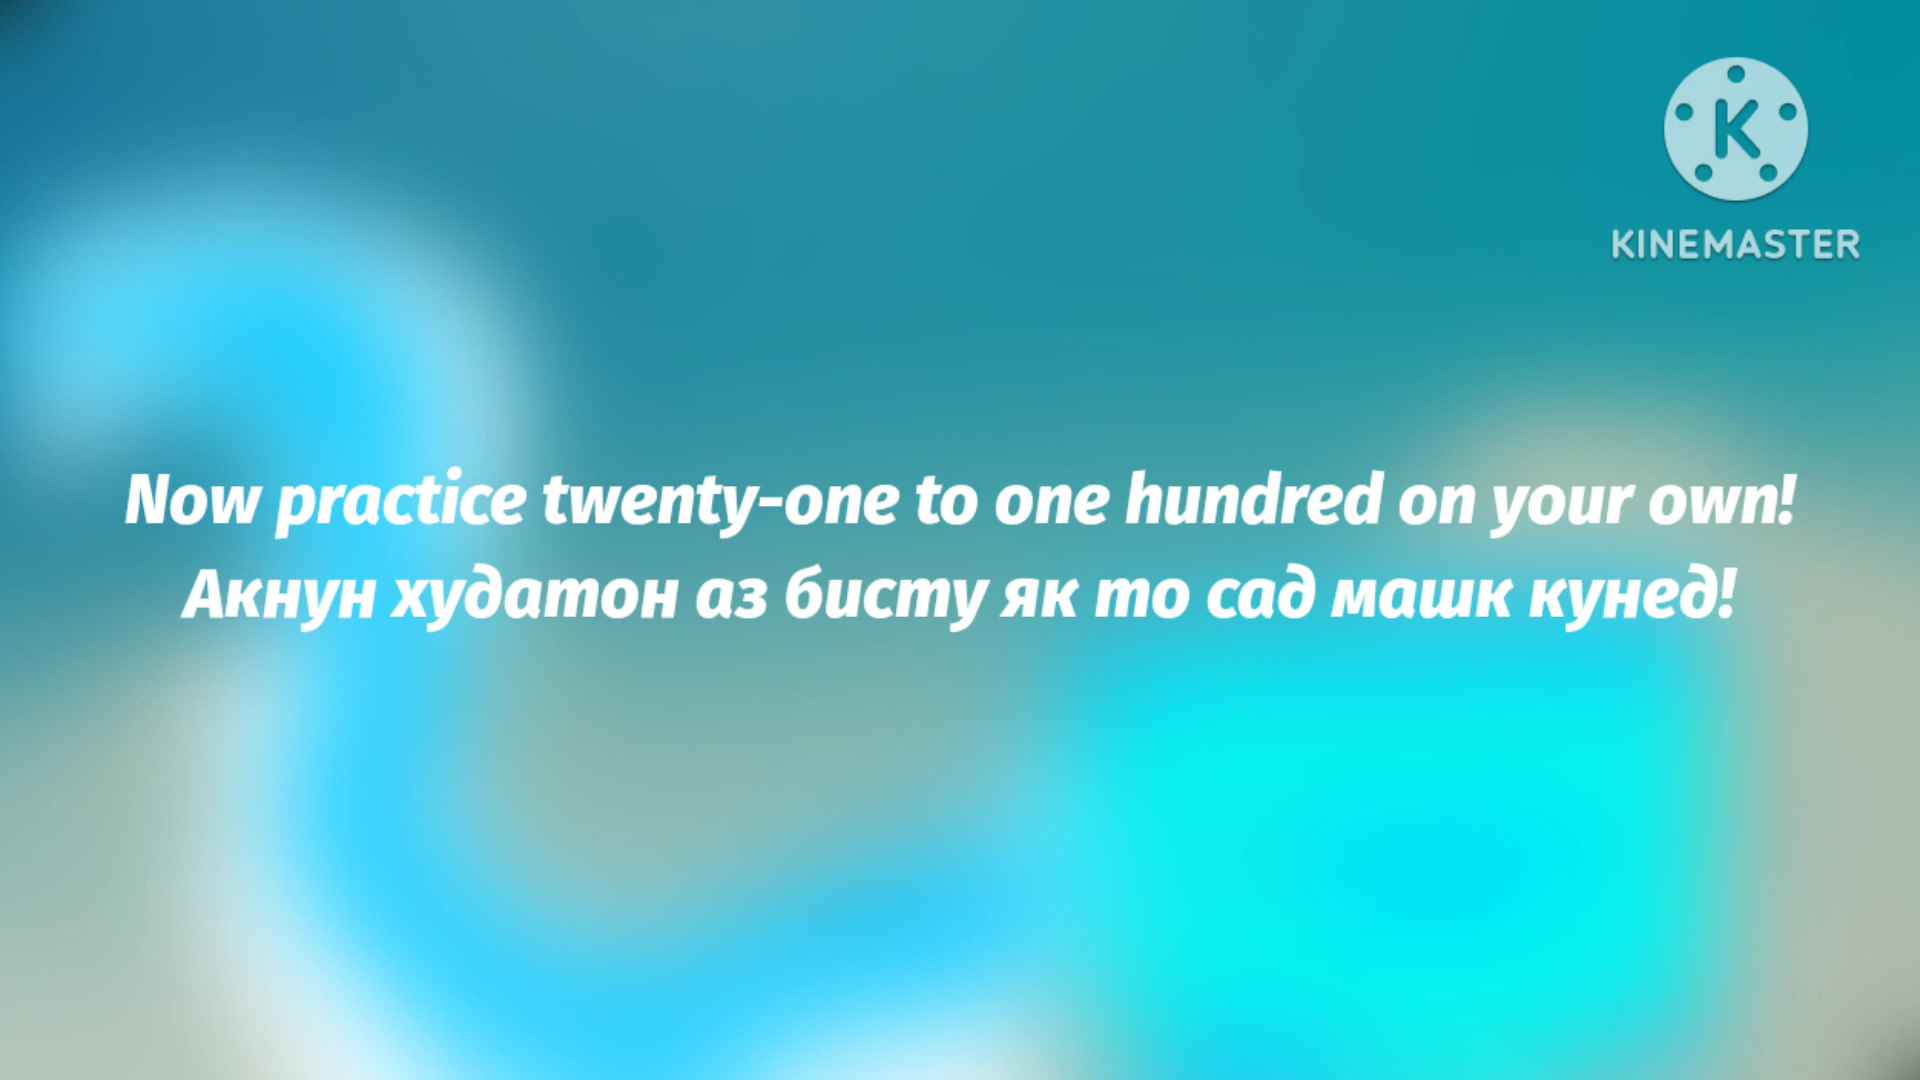 K
KINEMASTER
Now practice twenty-one to one hundred on your own!
Акнун худатон аз бисту як то сад машк кунед!